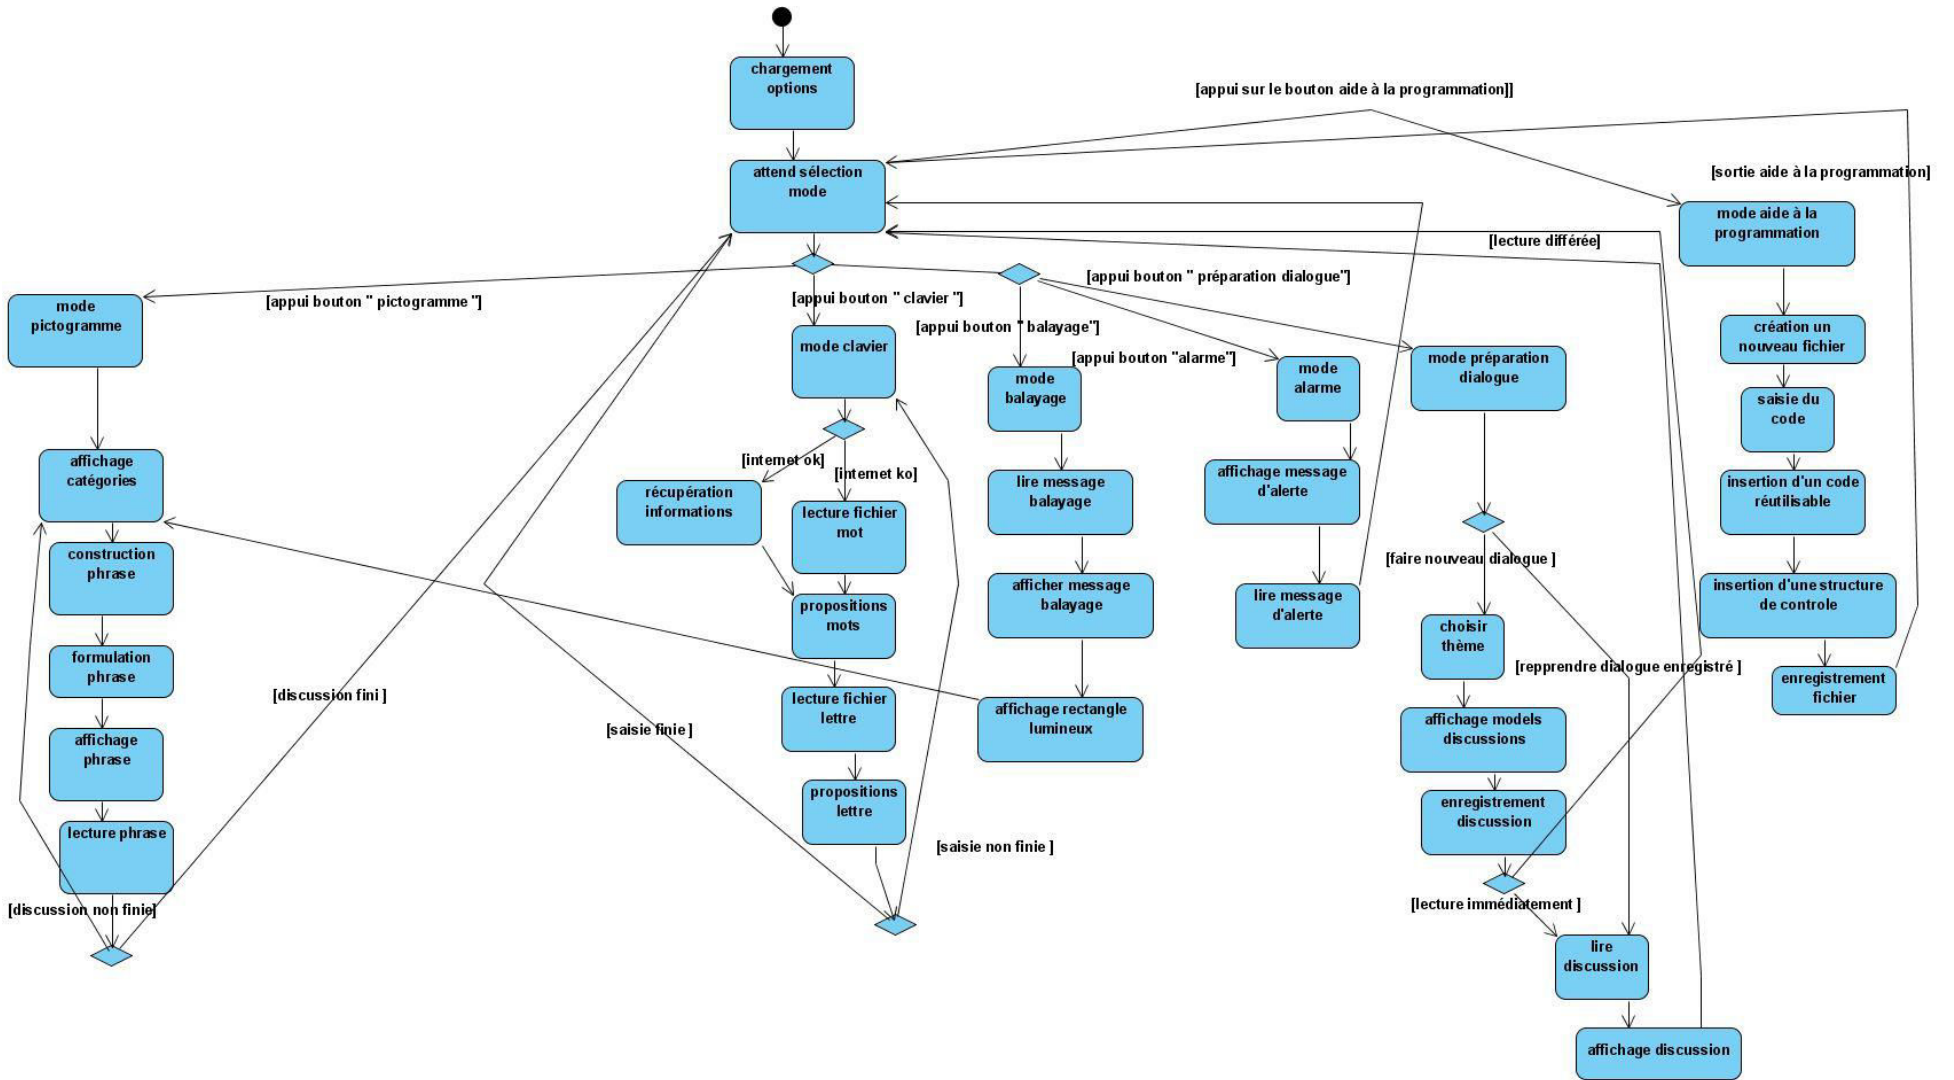 chargement
options
[appui sur le bouton aide à la programmation]]
attend sélection
mode
[sortie aide à la programmation]
mode aide à la
programmation
[lecture différée]
[appui bouton " pictogramme "]
[appui bouton " clavier "]
[appui bouton " balayage"]
[appui bouton "alarme"]
[appui bouton " préparation dialogue"]
mode
pictogramme
affichage
catégories
construction
phrase
formulation
phrase
affichage
phrase
lecture phrase
[discussion non finie]
[discussion fini ]
mode clavier
[internet ok]
[internet ko]
récupération
informations
lecture fichier
mot
propositions
mots
lecture fichier
lettre
propositions
lettre
[saisie finie ]
[saisie non finie ]
mode
balayage
lire message
balayage
afficher message
balayage
affichage rectangle
lumineux
mode
alarme
affichage message
d'alerte
lire message
d'alerte
mode préparation
dialogue
[faire nouveau dialogue ]
choisir
thème
[repprendre dialogue enregistré ]
affichage models
discussions
enregistrement
discussion
[lecture immédiatement ]
lire
discussion
affichage discussion
création un
nouveau fichier
saisie du
code
insertion d'un code
réutilisable
insertion d'une structure
de controle
enregistrement
fichier